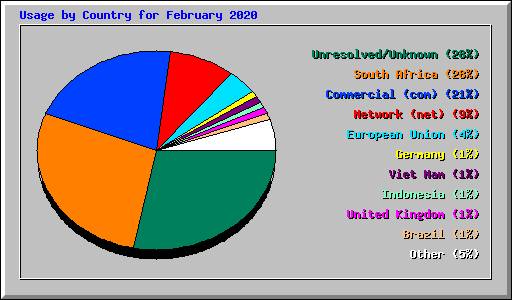 Usage by Country for February 2020
Unresolved/Unknown (28%)
South Africa (28%)
Commercial (com) (21%)
Network (net) (9%)
European Union (4%)
Germany (1%)
Viet Nam (1%)
Indonesia (1%)
United Kingdom (1%)
Brazil (1%)
Other (5%)